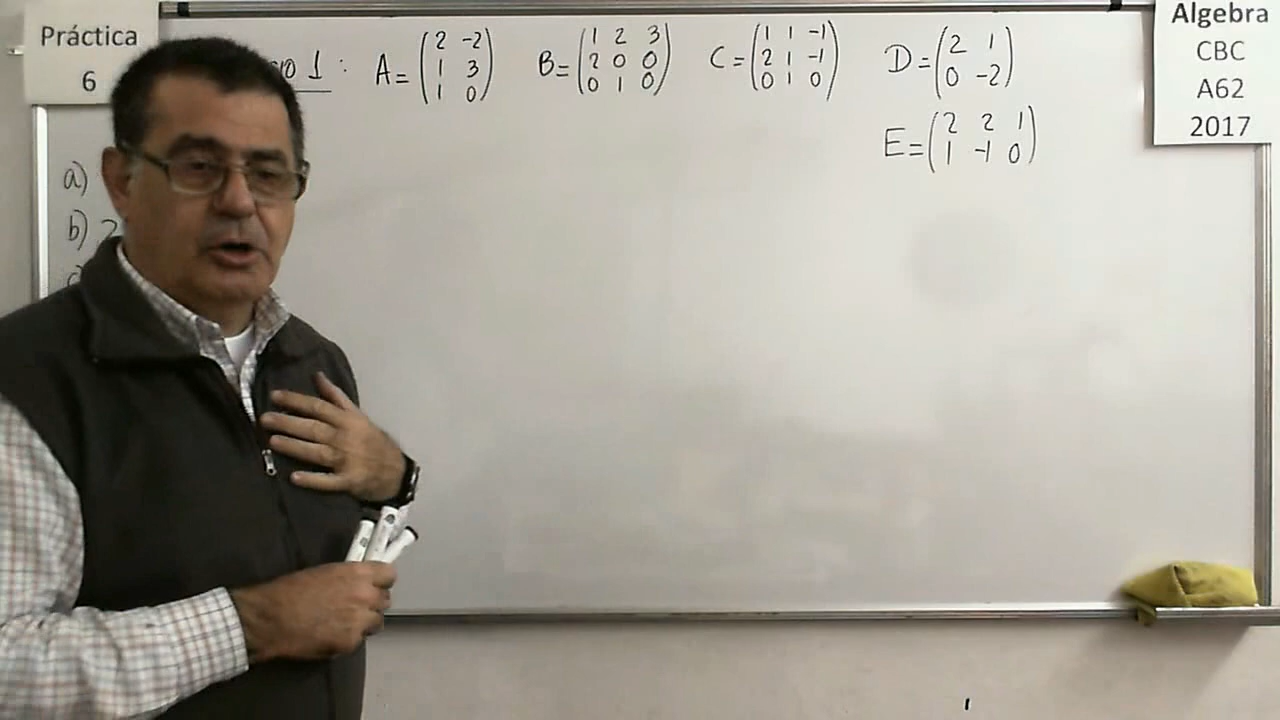 Práctica
6
Algebra
CBC
A62
2017
1 : A = (2 -2
1 3
1 0) B = (1 2 3
2 0 0
0 1 0) C = (1 1 -1
2 1 -1
0 1 0) D = (2 1
0 -2)
E = (2 2 1
1 -1 0)
a)
b) 2